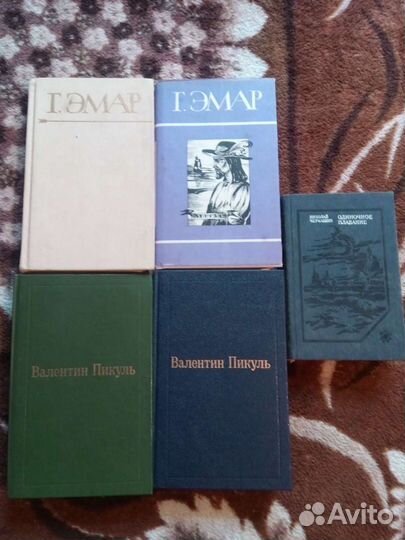 Г. ЭМАР
Г. ЭМАР
НИКОЛАЙ ЧЕРКАШИН
ОДИНОЧНОЕ ПЛАВАНИЕ
Валентин Пикуль
Валентин Пикуль
Avito